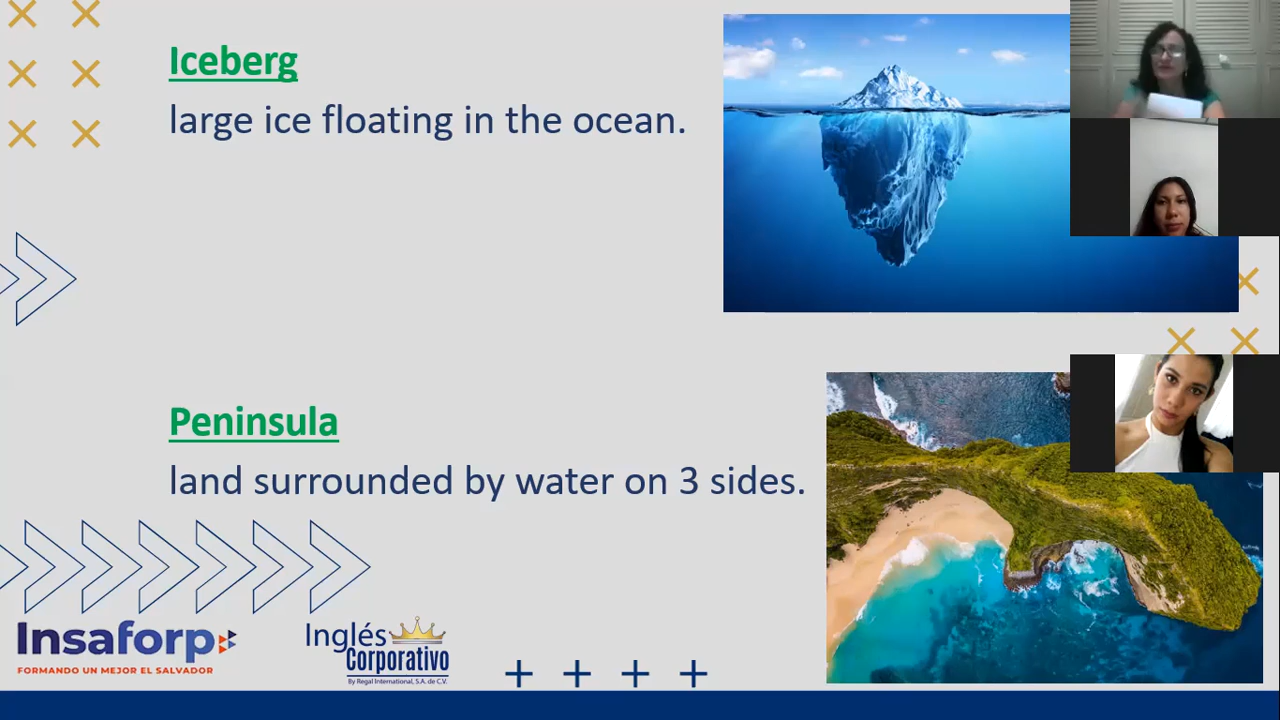 Iceberg
large ice floating in the ocean.
Peninsula
land surrounded by water on 3 sides.
Insaforp
FORMANDO UN MEJOR EL SALVADOR
Inglés
Corporativo
By Regal International, S.A. de C.V.